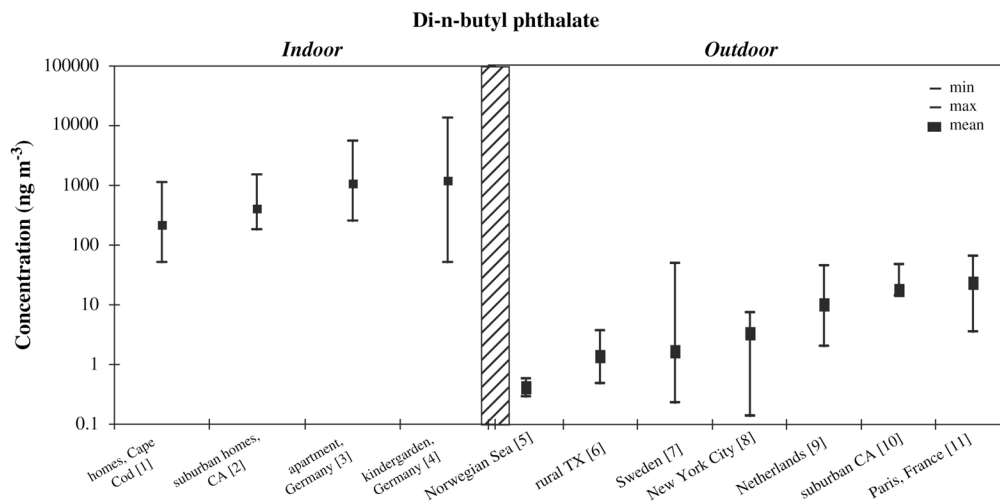 Di-n-butyl phthalate
Indoor
Outdoor
100000
10000
1000
100
10
1
0.1
Concentration (ng m⁻³)
min
max
mean
homes, Cape
Cod [1]
suburban homes,
CA [2]
apartment,
Germany [3]
kindergarden,
Germany [4]
Norwegian Sea [5]
rural TX [6]
Sweden [7]
New York City [8]
Netherlands [9]
suburban CA [10]
Paris, France [11]